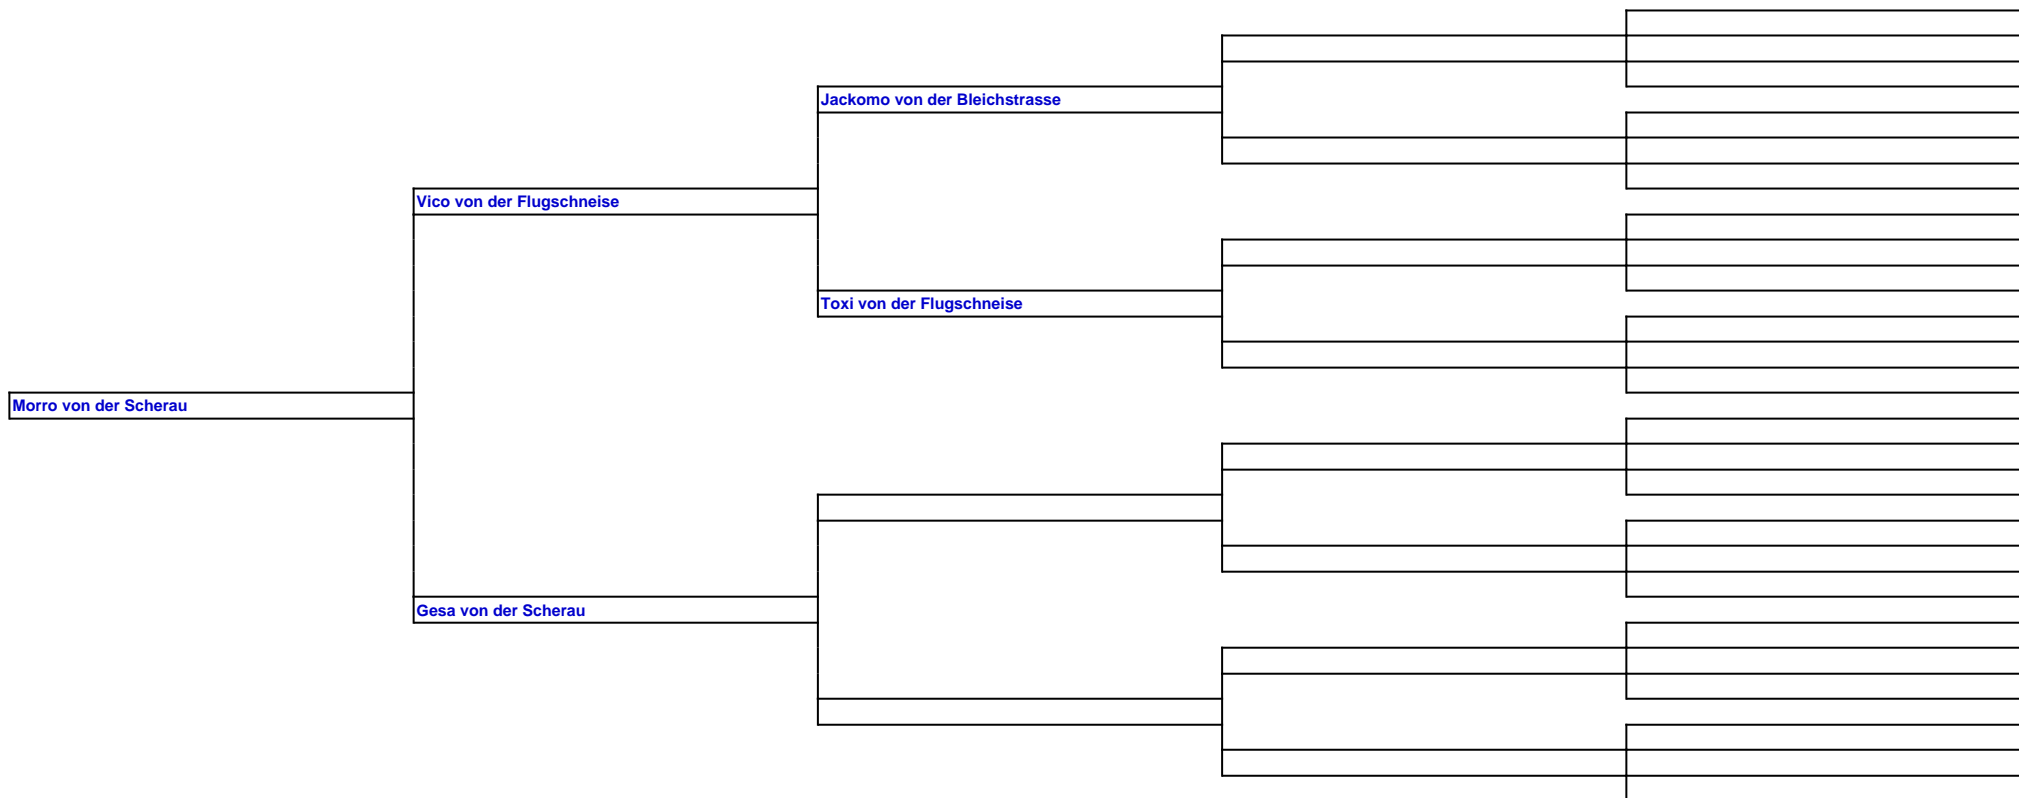 Jackomo von der Bleichstrasse
Vico von der Flugschneise
Toxi von der Flugschneise
Morro von der Scherau
Gesa von der Scherau